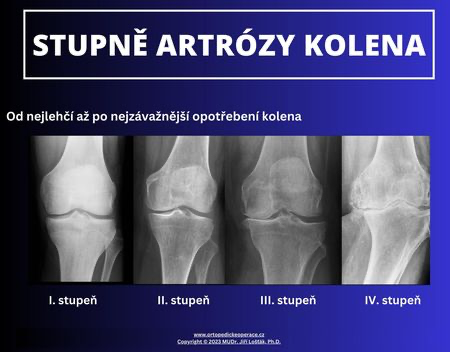 STUPNĚ ARTRÓZY KOLENA
Od nejlehčí až po nejzávažnější opotřebení kolena
I. stupeň
II. stupeň
III. stupeň
IV. stupeň
www.ortopedickeoperace.cz
Copyright © 2023 MUDr. Jiří Lošťák, Ph.D.